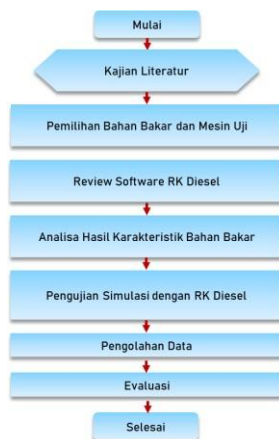 Mulai
Kajian Literatur
Pemilihan Bahan Bakar dan Mesin Uji
Review Software RK Diesel
Analisa Hasil Karakteristik Bahan Bakar
Pengujian Simulasi dengan RK Diesel
Pengolahan Data
Evaluasi
Selesai